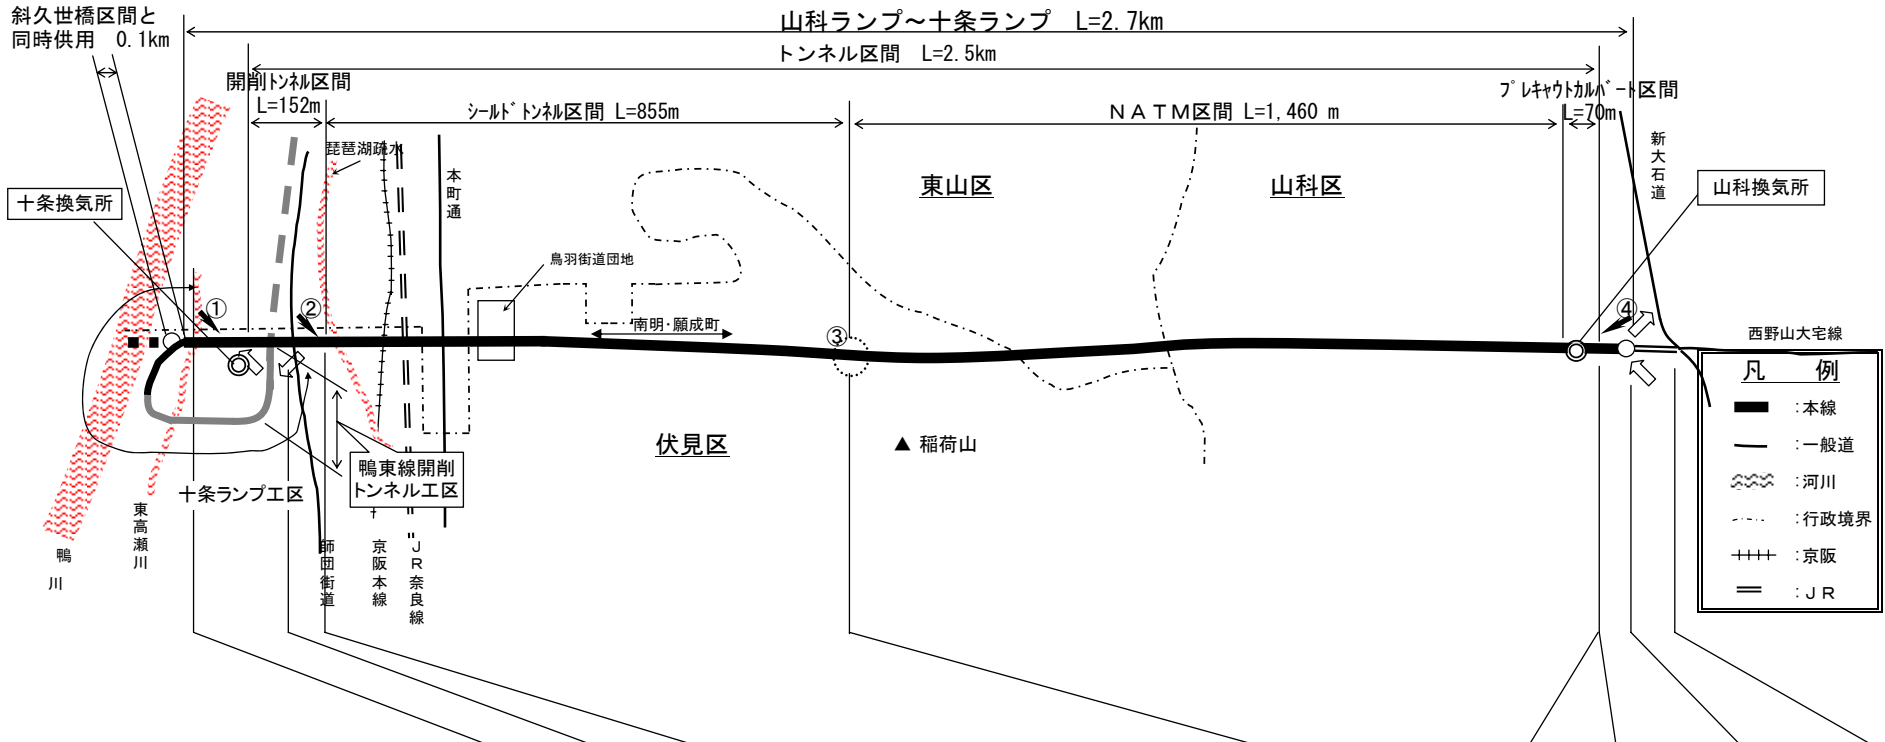 斜久世橋区間と
同時供用　0.1km
山科ランプ～十条ランプ　L=2.7km
トンネル区間　L=2.5km
開削トンネル区間
L=152m
シールドトンネル区間 L=855m
ＮＡＴＭ区間 L=1,460 m
プレキャウトカルバート区間
L=70m
琵琶湖疏水
本町通
東山区
山科区
新大石道
山科換気所
十条換気所
鳥羽街道団地
①
②
③
④
南明・願成町
西野山大宅線
伏見区
▲ 稲荷山
鴨東線開削
トンネル工区
十条ランプ工区
鴨川
東高瀬川
師団街道
京阪本線
ＪＲ奈良線
凡　例
：本線
：一般道
：河川
：行政境界
：京阪
：ＪＲ